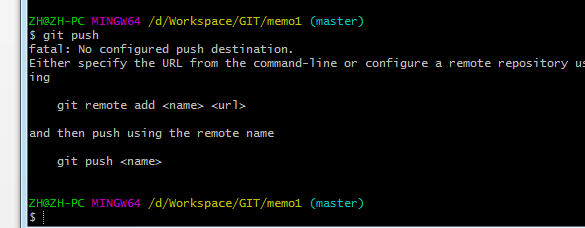 ZH@ZH-PC MINGW64 /d/Workspace/GIT/memo1 (master)
$ git push
fatal: No configured push destination.
Either specify the URL from the command-line or configure a remote repository us
ing
git remote add <name> <url>
and then push using the remote name
git push <name>
ZH@ZH-PC MINGW64 /d/Workspace/GIT/memo1 (master)
$